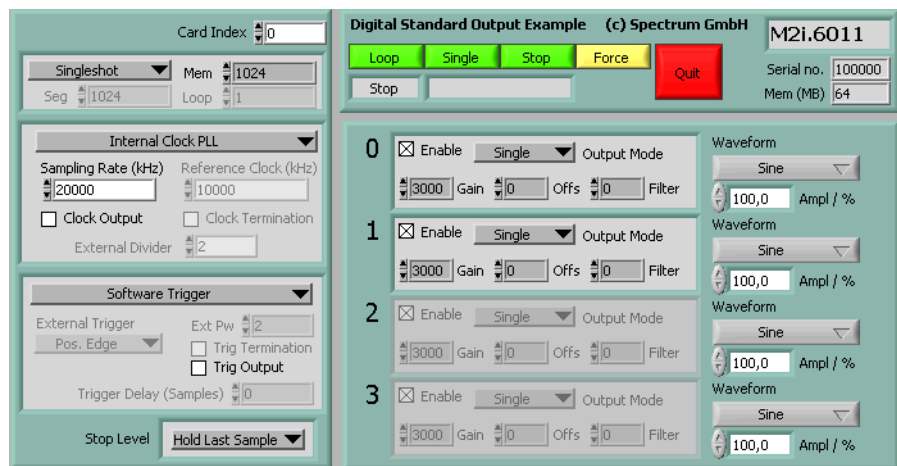 Card Index 0
Singleshot Mem 1024
Seg 1024 Loop 1
Internal Clock PLL
Sampling Rate (kHz) Reference Clock (kHz)
20000 10000
Clock Output Clock Termination
External Divider 2
Software Trigger
External Trigger Ext Pw 2
Pos. Edge Trig Termination
Trig Output
Trigger Delay (Samples) 0
Stop Level Hold Last Sample
Digital Standard Output Example (c) Spectrum GmbH
Loop Single Stop Force
Stop
Quit
M2i.6011
Serial no. 100000
Mem (MB) 64
0 Enable Single Output Mode
3000 Gain 0 Offs 0 Filter
Waveform
Sine
100,0 Ampl / %
1 Enable Single Output Mode
3000 Gain 0 Offs 0 Filter
Waveform
Sine
100,0 Ampl / %
2 Enable Single Output Mode
3000 Gain 0 Offs 0 Filter
Waveform
Sine
100,0 Ampl / %
3 Enable Single Output Mode
3000 Gain 0 Offs 0 Filter
Waveform
Sine
100,0 Ampl / %